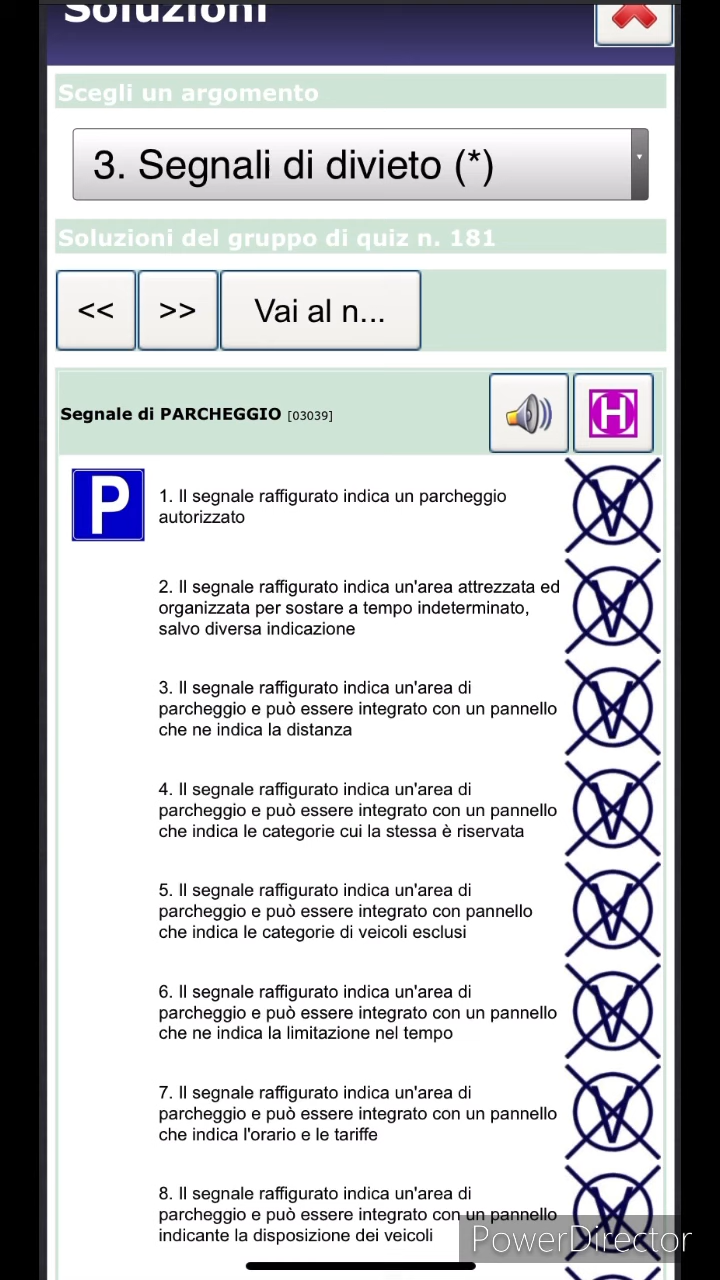 Soluzioni
Scegli un argomento
3. Segnali di divieto (*)
Soluzioni del gruppo di quiz n. 181
<< >> Vai al n...
Segnale di PARCHEGGIO [03039]
H
P
1. Il segnale raffigurato indica un parcheggio
autorizzato
V
2. Il segnale raffigurato indica un'area attrezzata ed
organizzata per sostare a tempo indeterminato,
salvo diversa indicazione
V
3. Il segnale raffigurato indica un'area di
parcheggio e può essere integrato con un pannello
che ne indica la distanza
V
4. Il segnale raffigurato indica un'area di
parcheggio e può essere integrato con un pannello
che indica le categorie cui la stessa è riservata
V
5. Il segnale raffigurato indica un'area di
parcheggio e può essere integrato con pannello
che indica le categorie di veicoli esclusi
V
6. Il segnale raffigurato indica un'area di
parcheggio e può essere integrato con un pannello
che ne indica la limitazione nel tempo
V
7. Il segnale raffigurato indica un'area di
parcheggio e può essere integrato con un pannello
che indica l'orario e le tariffe
V
8. Il segnale raffigurato indica un'area di
parcheggio e può essere integrato con un pannello
indicante la disposizione dei veicoli
V
PowerDirector